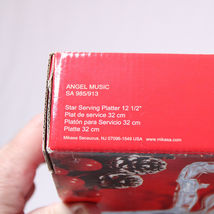 ANGEL MUSIC
SA 985/913
Star Serving Platter 12 1/2"
Plat de service 32 cm
Platón para Servicio 32 cm
Platte 32 cm
Mikasa, Secaucus, NJ 07096-1549 USA www.mikasa.com